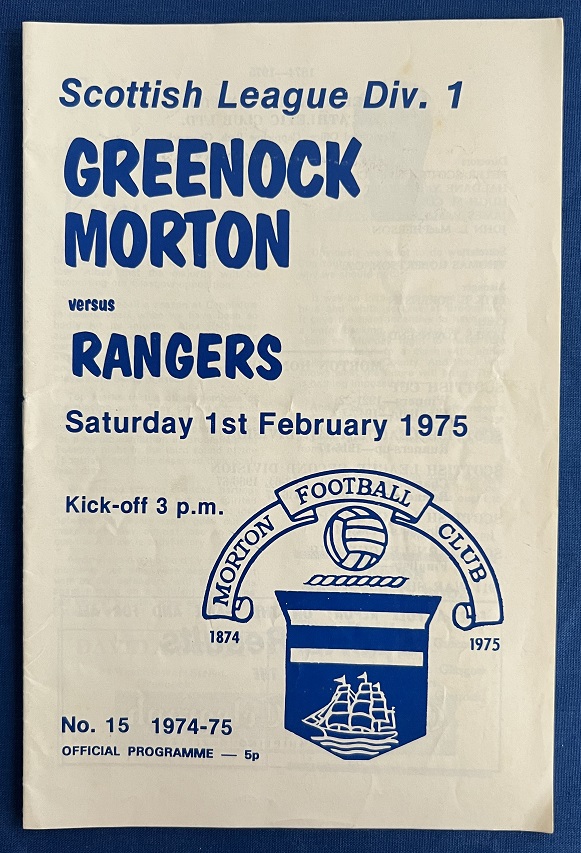 Scottish League Div. 1
GREENOCK
MORTON
versus
RANGERS
Saturday 1st February 1975
Kick-off 3 p.m.
MORTON FOOTBALL CLUB
1874
1975
No. 15 1974-75
OFFICIAL PROGRAMME — 5p